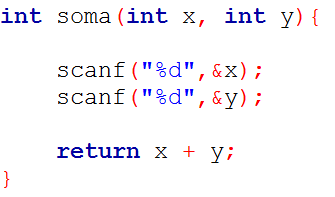 int soma(int x, int y){
scanf("%d",&x);
scanf("%d",&y);
return x + y;
}